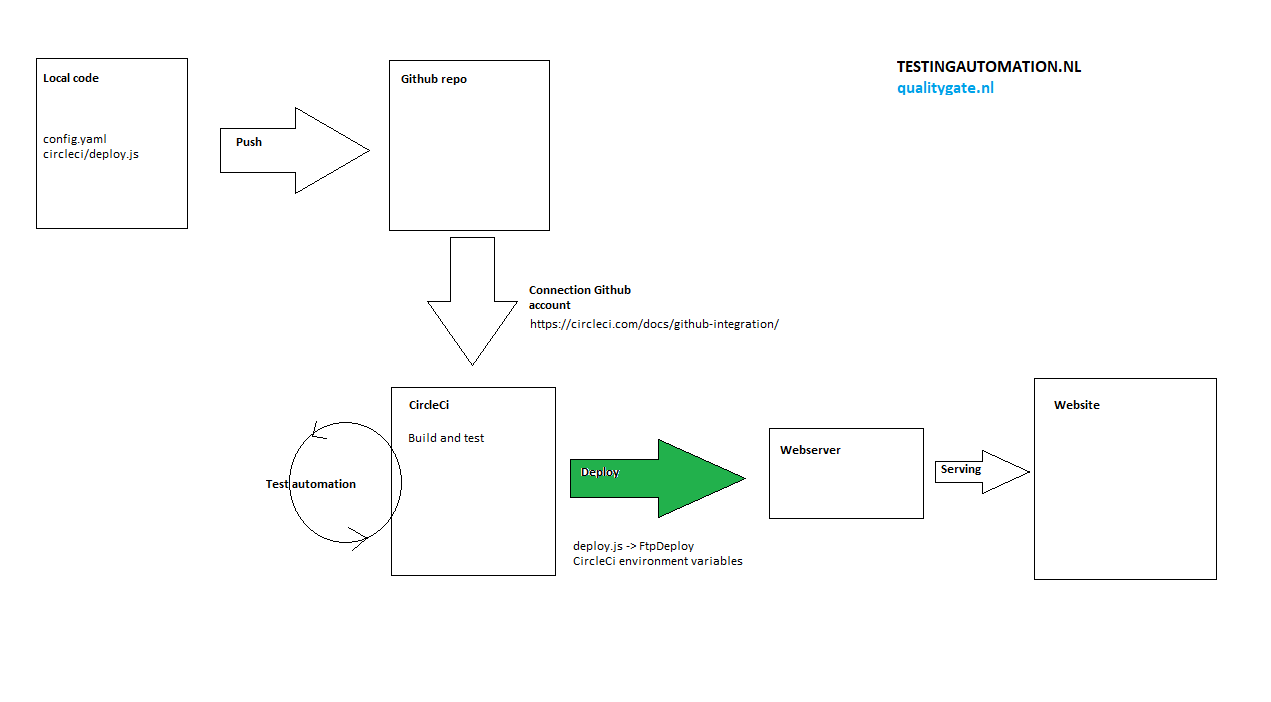 Local code
config.yaml
circleci/deploy.js
Push
Github repo
TESTINGAUTOMATION.NL
qualitygate.nl
Connection Github
account
https://circleci.com/docs/github-integration/
CircleCi
Build and test
Test automation
Deploy
deploy.js -> FtpDeploy
CircleCi environment variables
Webserver
Serving
Website